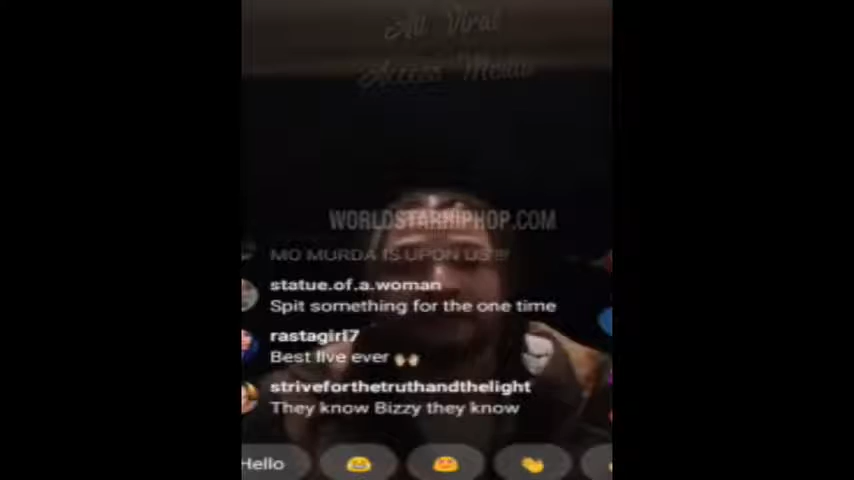 All Viral
Access Media
WORLDSTARHIPHOP.COM
MO MURDA IS UPON US!!!
statue.of.a.woman
Spit something for the one time
rastagirl7
Best live ever 🙌
striveforthetruthandthelight
They know Bizzy they know
Hello 😂 😍 👏